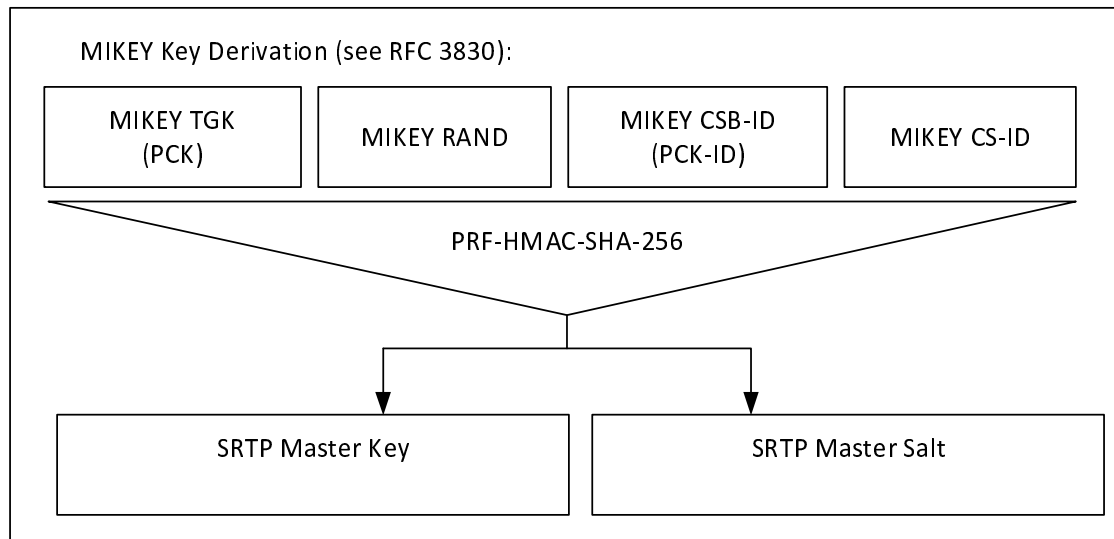 MIKEY Key Derivation (see RFC 3830):
MIKEY TGK
(PCK)
MIKEY RAND
MIKEY CSB-ID
(PCK-ID)
MIKEY CS-ID
PRF-HMAC-SHA-256
SRTP Master Key
SRTP Master Salt